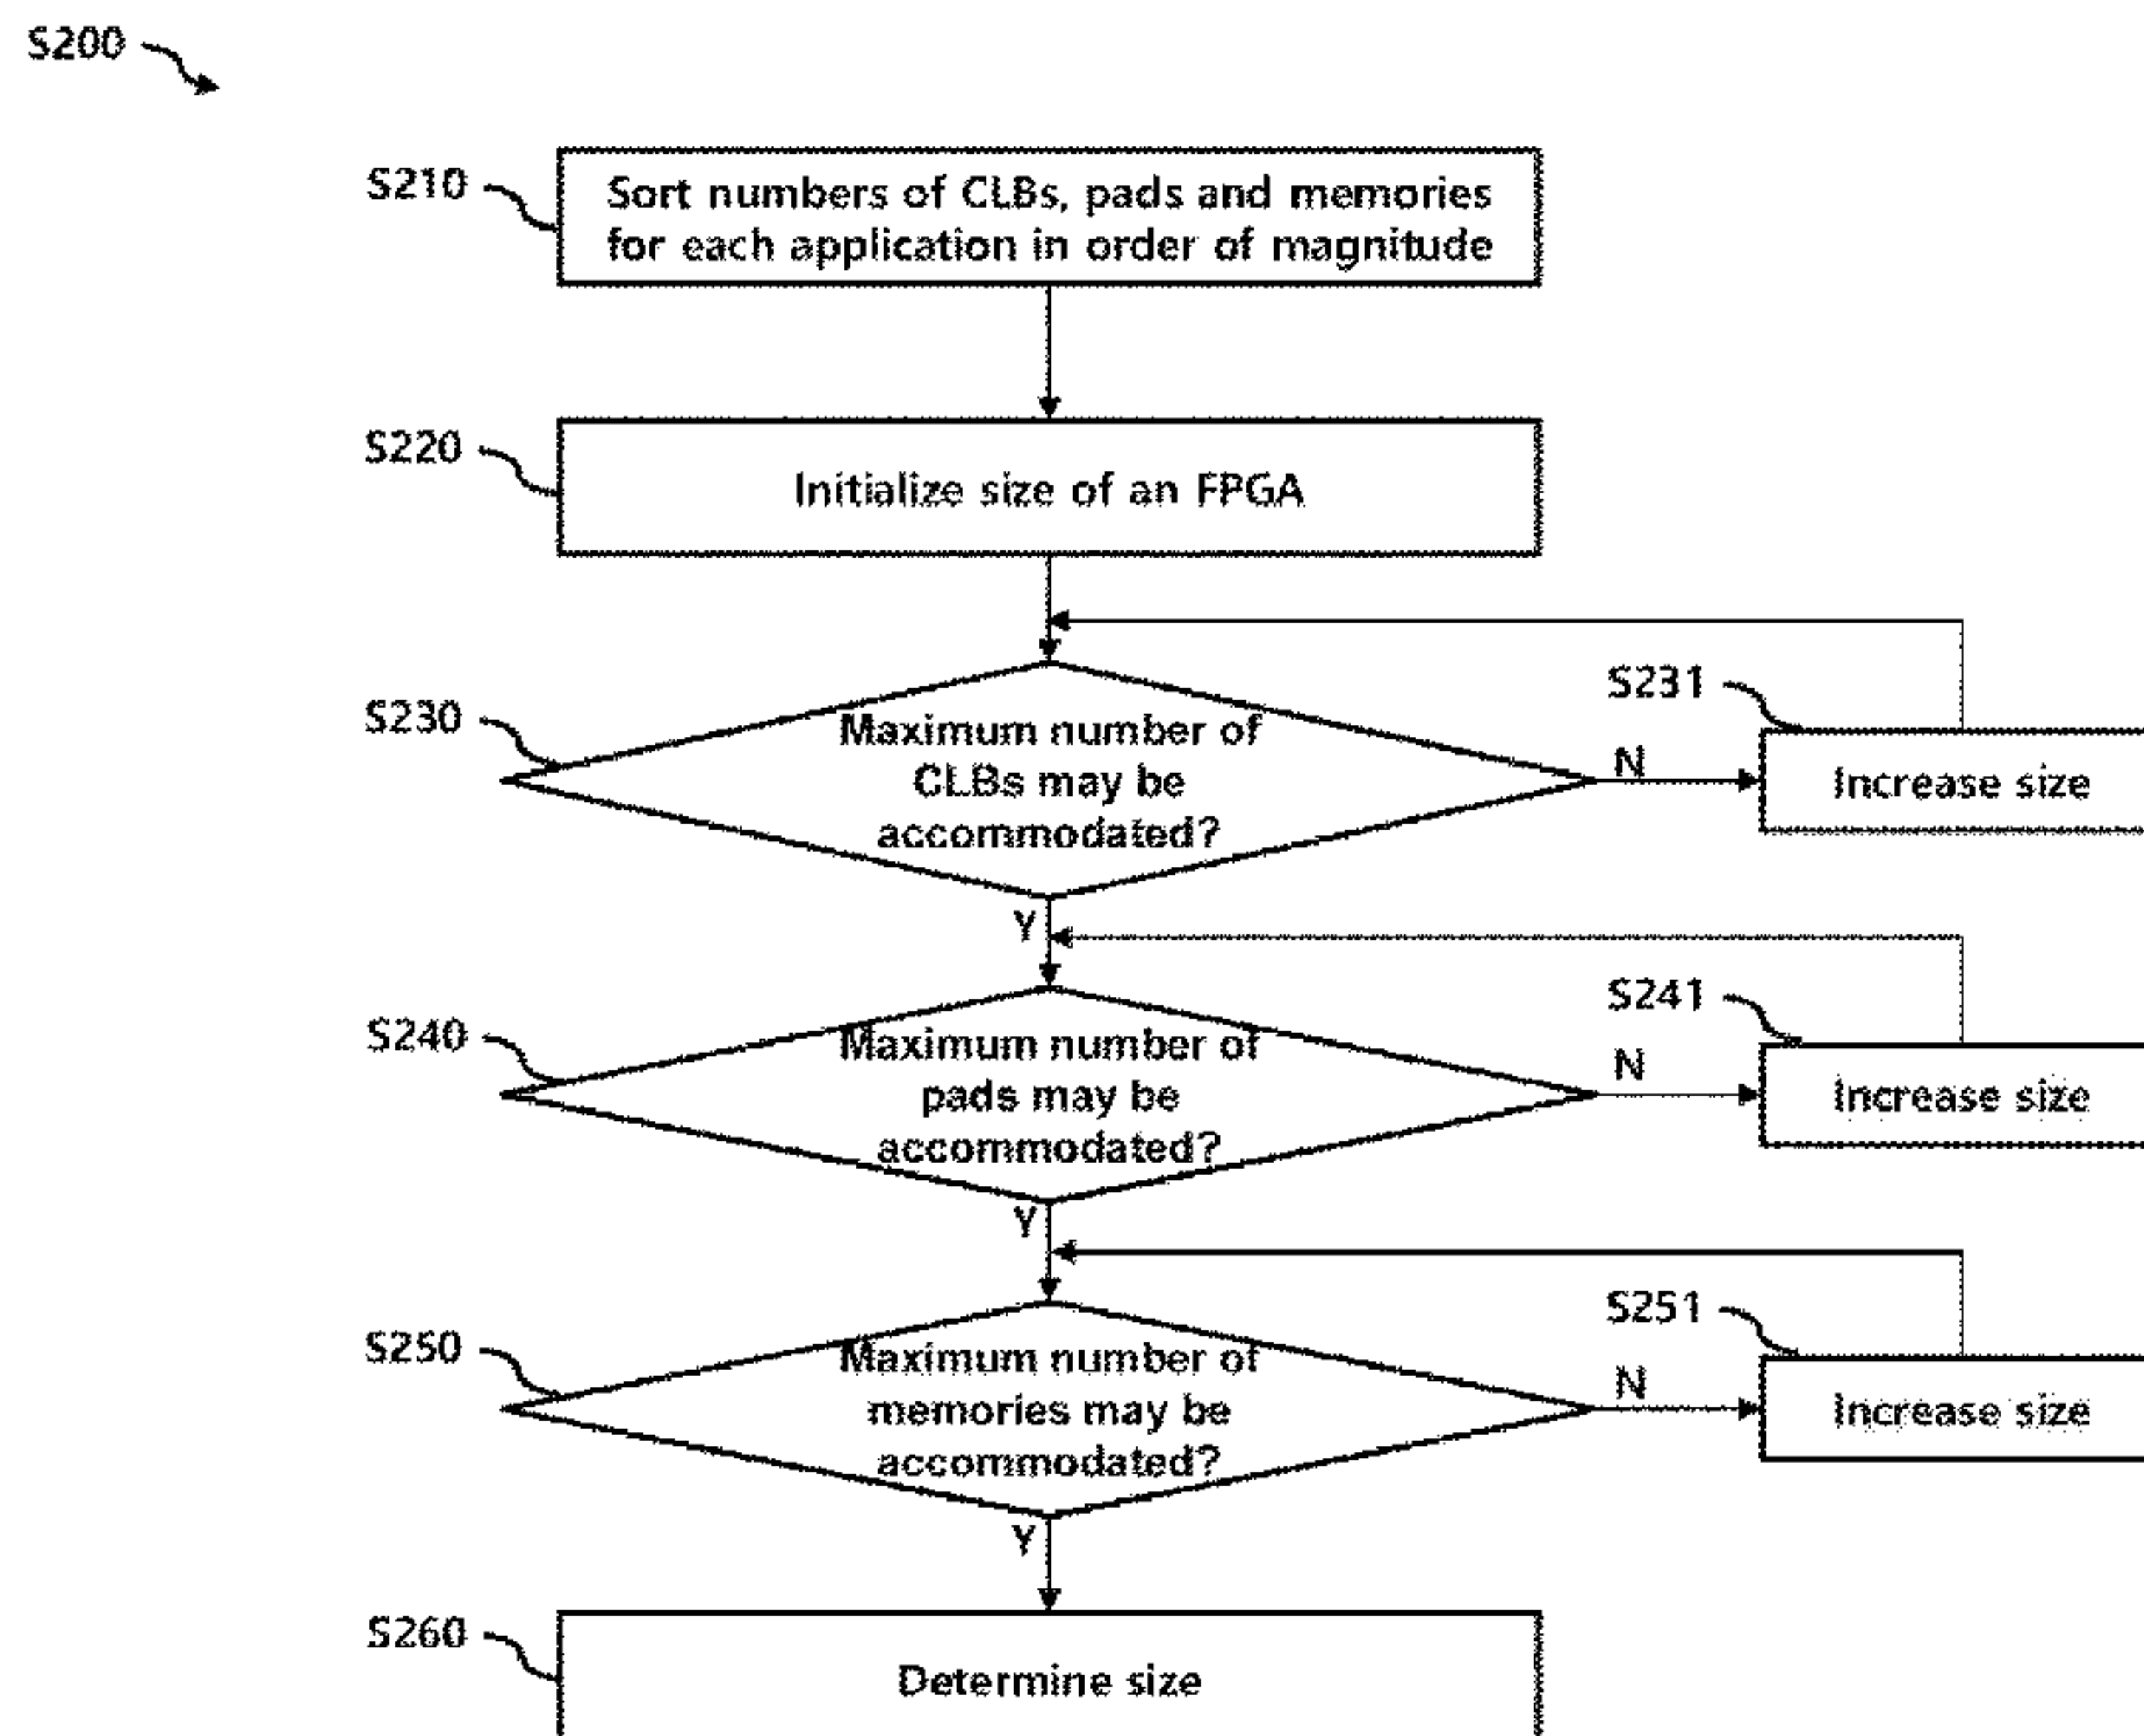 S200
S210
Sort numbers of CLBs, pads and memories
for each application in order of magnitude
S220
Initialize size of an FPGA
S230
Maximum number of
CLBs may be
accommodated?
N
S231
Increase size
Y
S240
Maximum number of
pads may be
accommodated?
N
S241
Increase size
Y
S250
Maximum number of
memories may be
accommodated?
N
S251
Increase size
Y
S260
Determine size